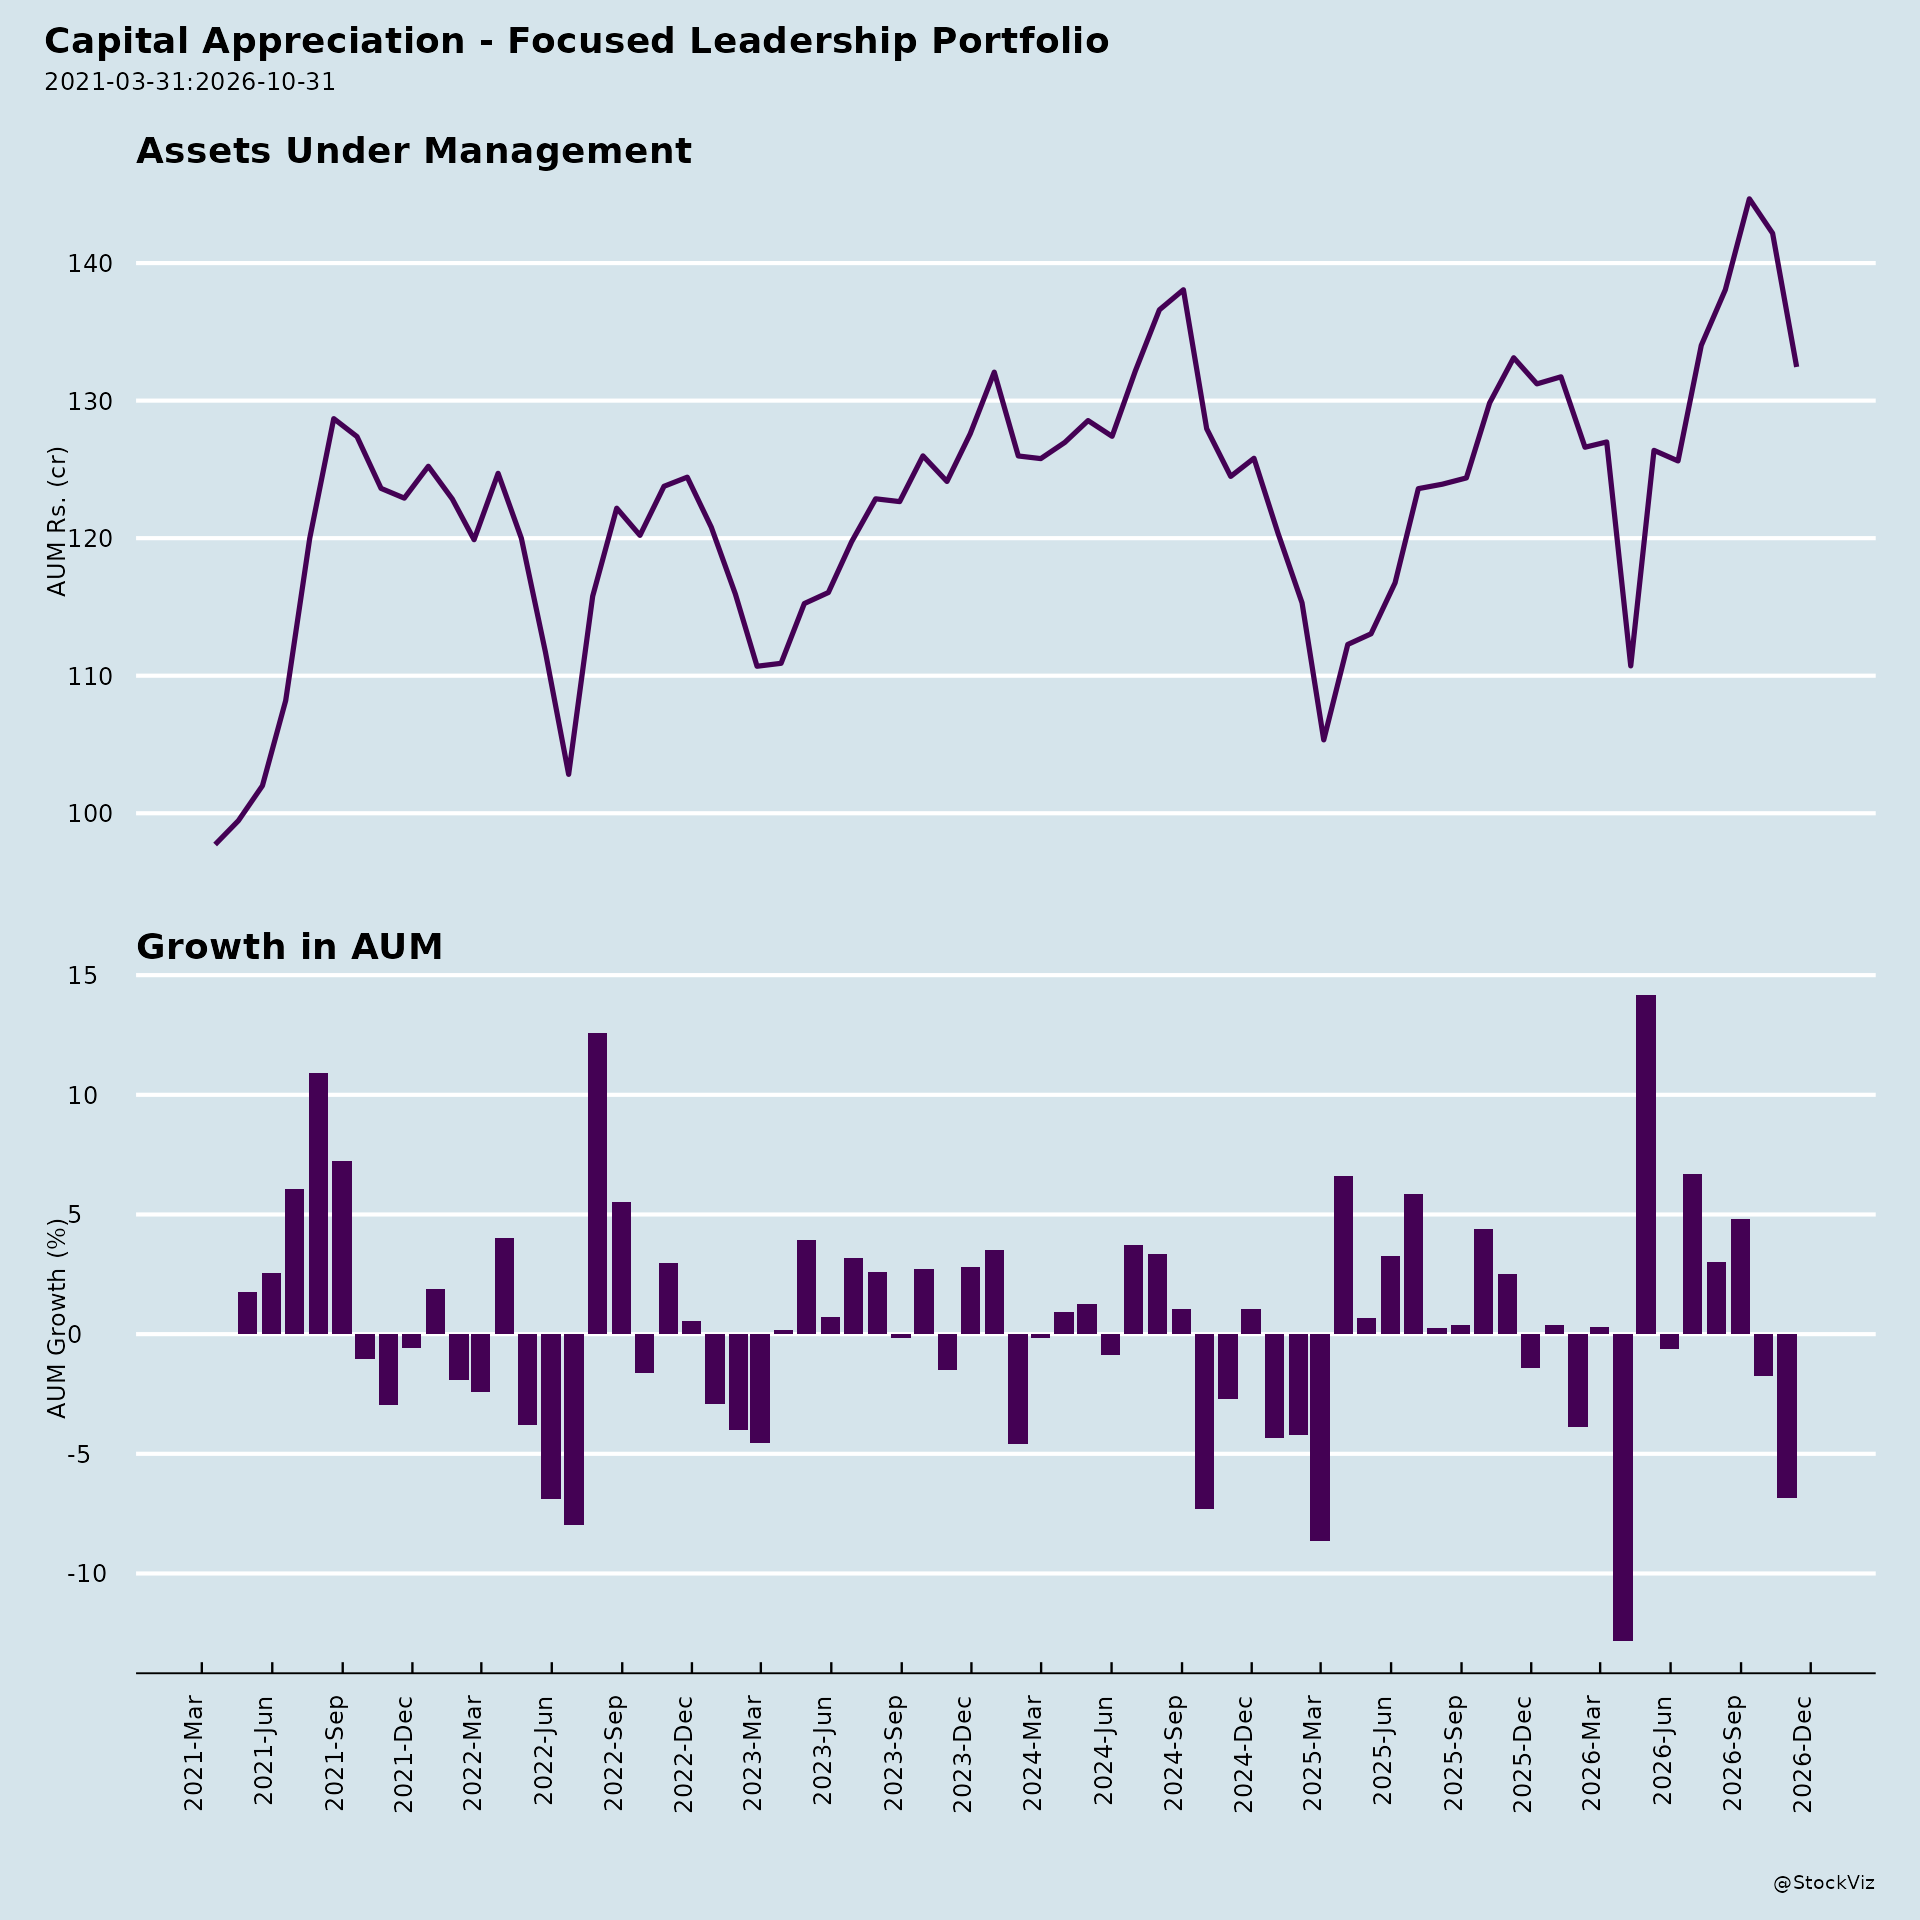 Capital Appreciation - Focused Leadership Portfolio
2021-03-31:2026-10-31
Assets Under Management
AUM Rs. (cr)
140
130
120
110
100
Growth in AUM
AUM Growth (%)
15
10
5
0
-5
-10
2021-Mar
2021-Jun
2021-Sep
2021-Dec
2022-Mar
2022-Jun
2022-Sep
2022-Dec
2023-Mar
2023-Jun
2023-Sep
2023-Dec
2024-Mar
2024-Jun
2024-Sep
2024-Dec
2025-Mar
2025-Jun
2025-Sep
2025-Dec
2026-Mar
2026-Jun
2026-Sep
2026-Dec
@StockViz